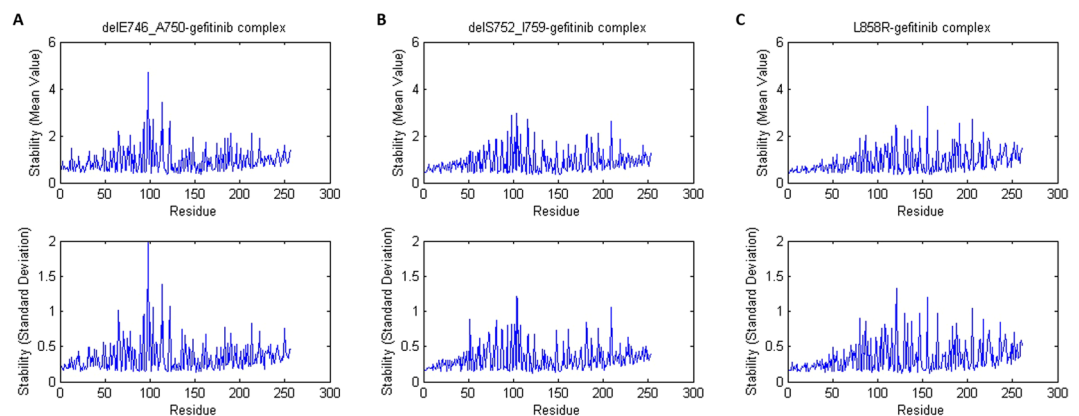 A
delE746_A750-gefitinib complex
Stability (Mean Value)
6
4
2
0
0 50 100 150 200 250 300
Residue
Stability (Standard Deviation)
2
1.5
1
0.5
0
0 50 100 150 200 250 300
Residue
B
delS752_I759-gefitinib complex
Stability (Mean Value)
6
4
2
0
0 50 100 150 200 250 300
Residue
Stability (Standard Deviation)
2
1.5
1
0.5
0
0 50 100 150 200 250 300
Residue
C
L858R-gefitinib complex
Stability (Mean Value)
6
4
2
0
0 50 100 150 200 250 300
Residue
Stability (Standard Deviation)
2
1.5
1
0.5
0
0 50 100 150 200 250 300
Residue